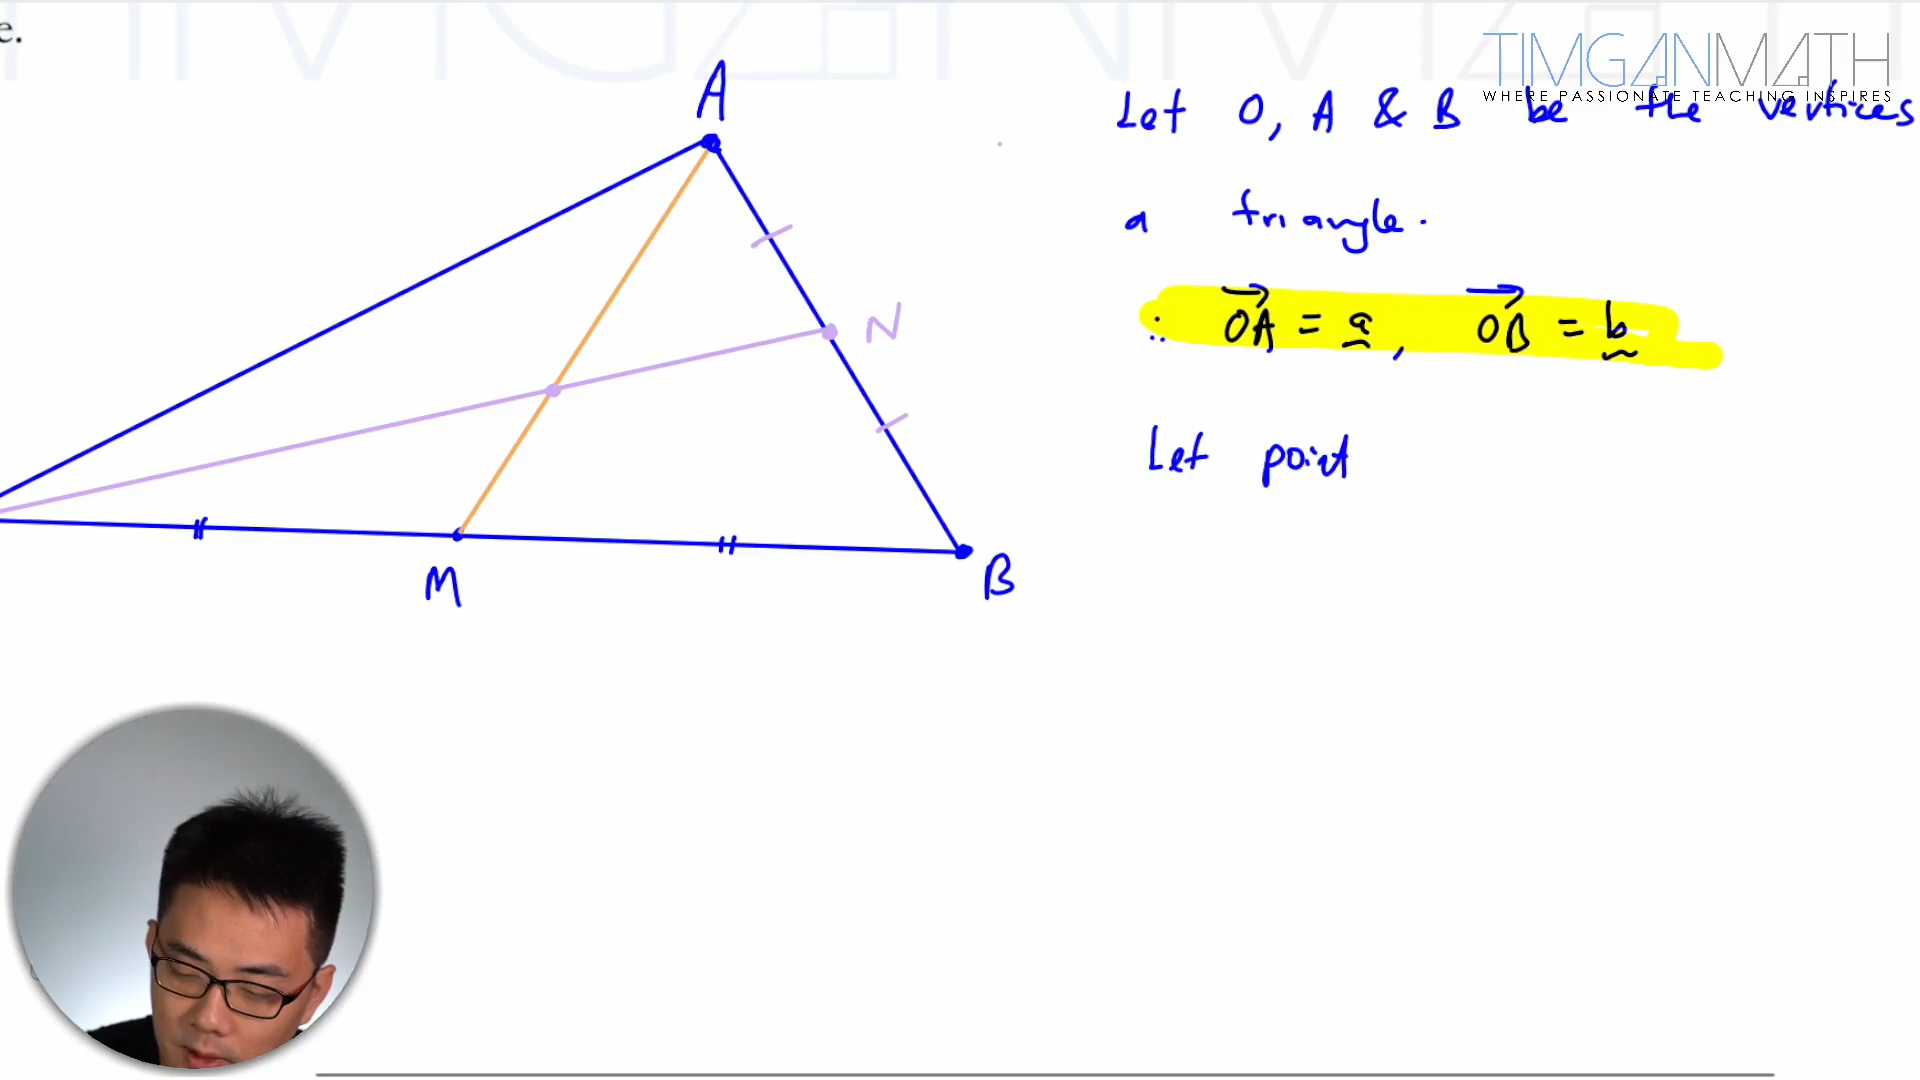 e.
TIMGANMATH
WHERE PASSIONATE TEACHING INSPIRES
A
Let O, A & B be the vertices
a triangle.
∴ OA = a, OB = b
N
Let point
M
B